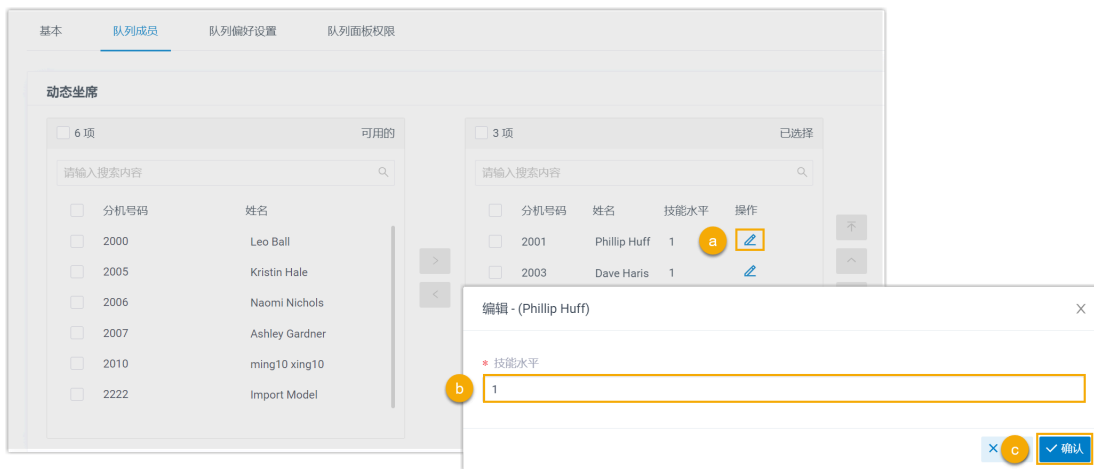 基本 队列成员 队列偏好设置 队列面板权限
动态坐席
6 项 可用的
请输入搜索内容
分机号码 姓名
2000 Leo Ball
2005 Kristin Hale
2006 Naomi Nichols
2007 Ashley Gardner
2010 ming10 xing10
2222 Import Model
> 
<
3 项 已选择
请输入搜索内容
分机号码 姓名 技能水平 操作
2001 Phillip Huff 1 a
2003 Dave Haris 1
编辑 - (Phillip Huff) X
* 技能水平
b 1
c 确认